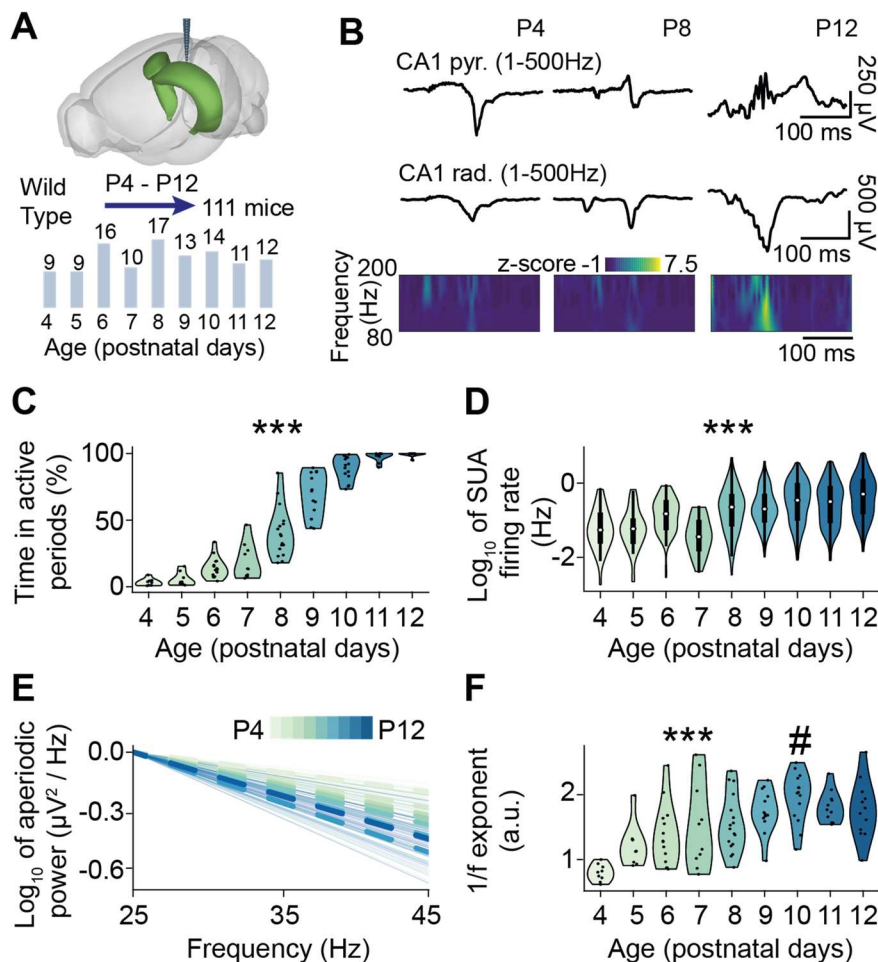 A
Wild Type
P4 - P12
111 mice
9 9 16 10 17 13 14 11 12
4 5 6 7 8 9 10 11 12
Age (postnatal days)
B
P4 P8 P12
CA1 pyr. (1-500Hz)
250 µV
100 ms
CA1 rad. (1-500Hz)
500 µV
100 ms
z-score -1 7.5
Frequency (Hz)
200
80
100 ms
C
***
Time in active periods (%)
100
50
0
4 5 6 7 8 9 10 11 12
Age (postnatal days)
D
***
Log10 of SUA firing rate (Hz)
0
-2
4 5 6 7 8 9 10 11 12
Age (postnatal days)
E
P4 P12
Log10 of aperiodic power (µV² / Hz)
0.0
-0.3
-0.6
25 35 45
Frequency (Hz)
F
*** #
1/f exponent (a.u.)
2
1
4 5 6 7 8 9 10 11 12
Age (postnatal days)